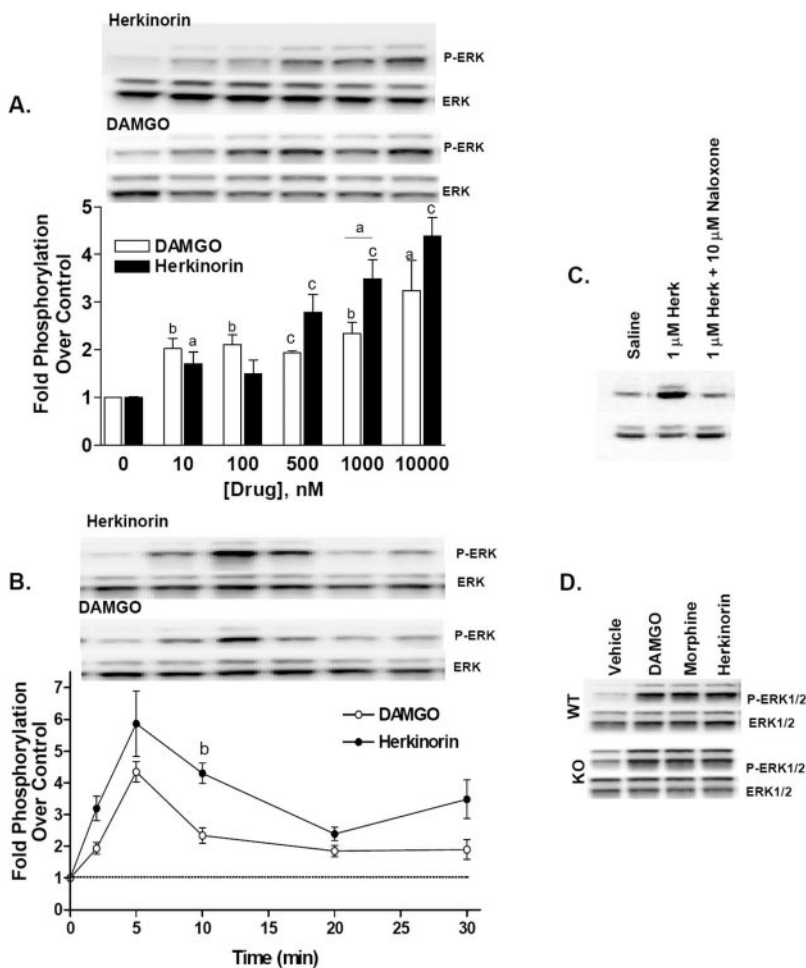 Herkinorin
P-ERK
ERK
A.
DAMGO
P-ERK
ERK
Fold Phosphorylation
Over Control
5
4
3
2
1
DAMGO
Herkinorin
b
a
b
c
c
a
b
c
a
c
0 10 100 500 1000 10000
[Drug], nM
C.
Saline
1 µM Herk
1 µM Herk + 10 µM Naloxone
B.
Herkinorin
P-ERK
ERK
DAMGO
P-ERK
ERK
Fold Phosphorylation
Over Control
7
6
5
4
3
2
1
0
DAMGO
Herkinorin
b
0 5 10 15 20 25 30
Time (min)
D.
Vehicle
DAMGO
Morphine
Herkinorin
WT
P-ERK1/2
ERK1/2
KO
P-ERK1/2
ERK1/2